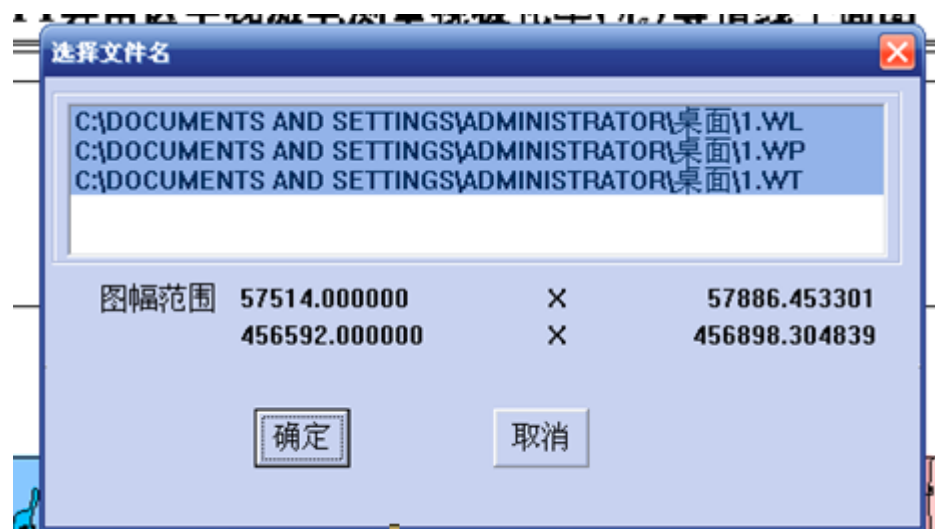 选择文件名
C:\DOCUMENTS AND SETTINGS\ADMINISTRATOR\桌面\1.WL
C:\DOCUMENTS AND SETTINGS\ADMINISTRATOR\桌面\1.WP
C:\DOCUMENTS AND SETTINGS\ADMINISTRATOR\桌面\1.WT
图幅范围 57514.000000 X 57886.453301
456592.000000 X 456898.304839
确定 取消